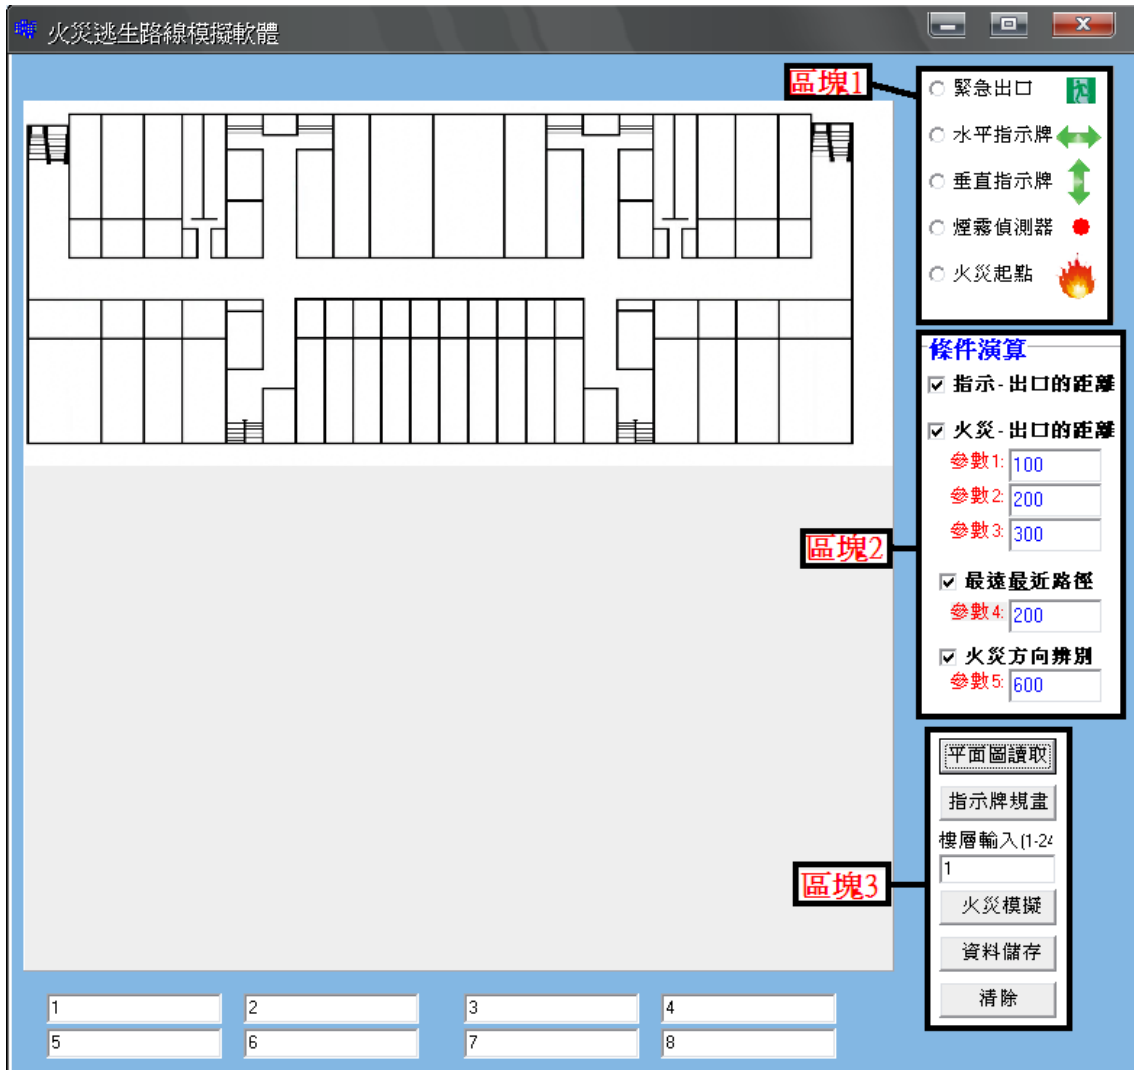 火災逃生路線模擬軟體
區塊1
緊急出口
水平指示牌
垂直指示牌
煙霧偵測器
火災起點
條件演算
指示-出口的距離
火災-出口的距離
參數1: 100
參數2: 200
參數3: 300
區塊2
最遠最近路徑
參數4: 200
火災方向辨別
參數5: 600
平面圖讀取
指示牌規畫
樓層輸入(1-24
1
區塊3
火災模擬
資料儲存
清除
1 2 3 4
5 6 7 8